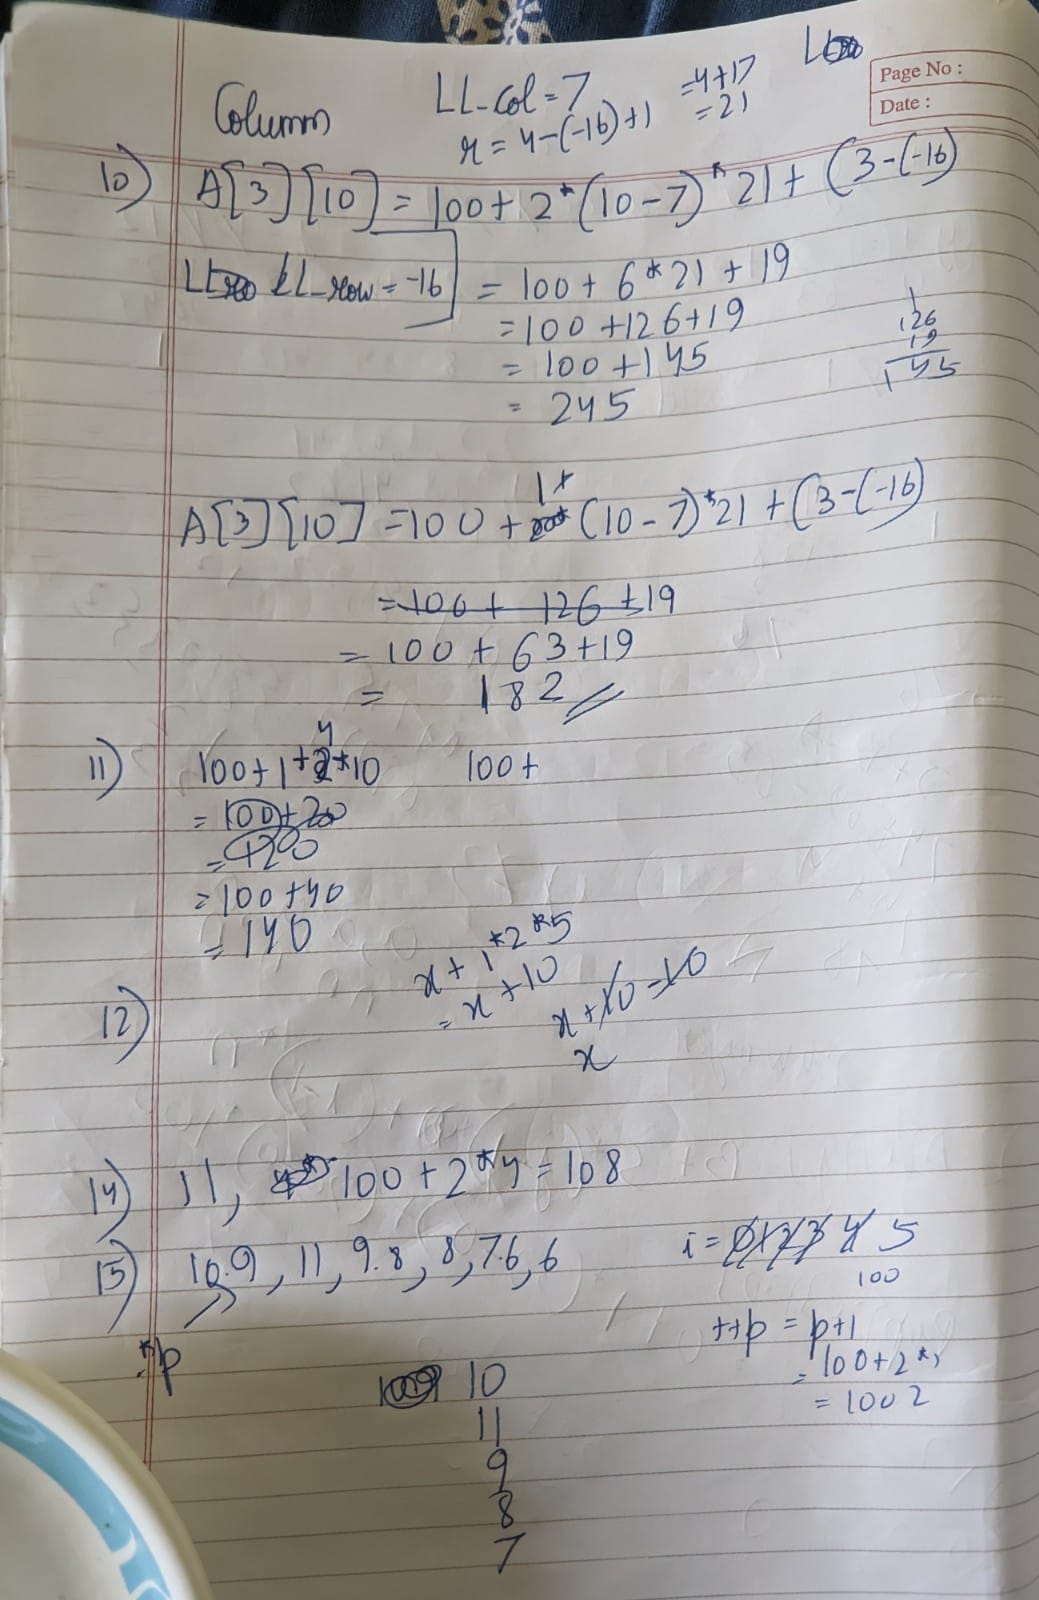 Page No :
Date :
Column
LL-Col = 7
r = 4-(-16)+1
= 4+17
= 21
10) A[3][10] = 100 + 2*(10-7)*21 + (3-(-16)
LL-row = -16
= 100 + 6*21 + 19
= 100 + 126 + 19
= 100 + 145
= 245
1
126
19
145
A[3][10] = 100 + 1* (10-7)*21 + (3-(-16)
= 100 + 126 + 19
= 100 + 63 + 19
= 182
11) 100 + 1 * 4 * 10
100 +
= 100 + 20
= 120
= 100 + 40
= 140
x + 1*2*5
= x + 10
x + 10 - 10
x
12)
14) 11, 100 + 2*4 = 108
15) 10.9, 11, 9.8, 8, 7.6, 6
i = 0 1 2 3 4 5
100
++p = p+1
= 100 + 2*1
= 1002
*p
10
11
9
8
7